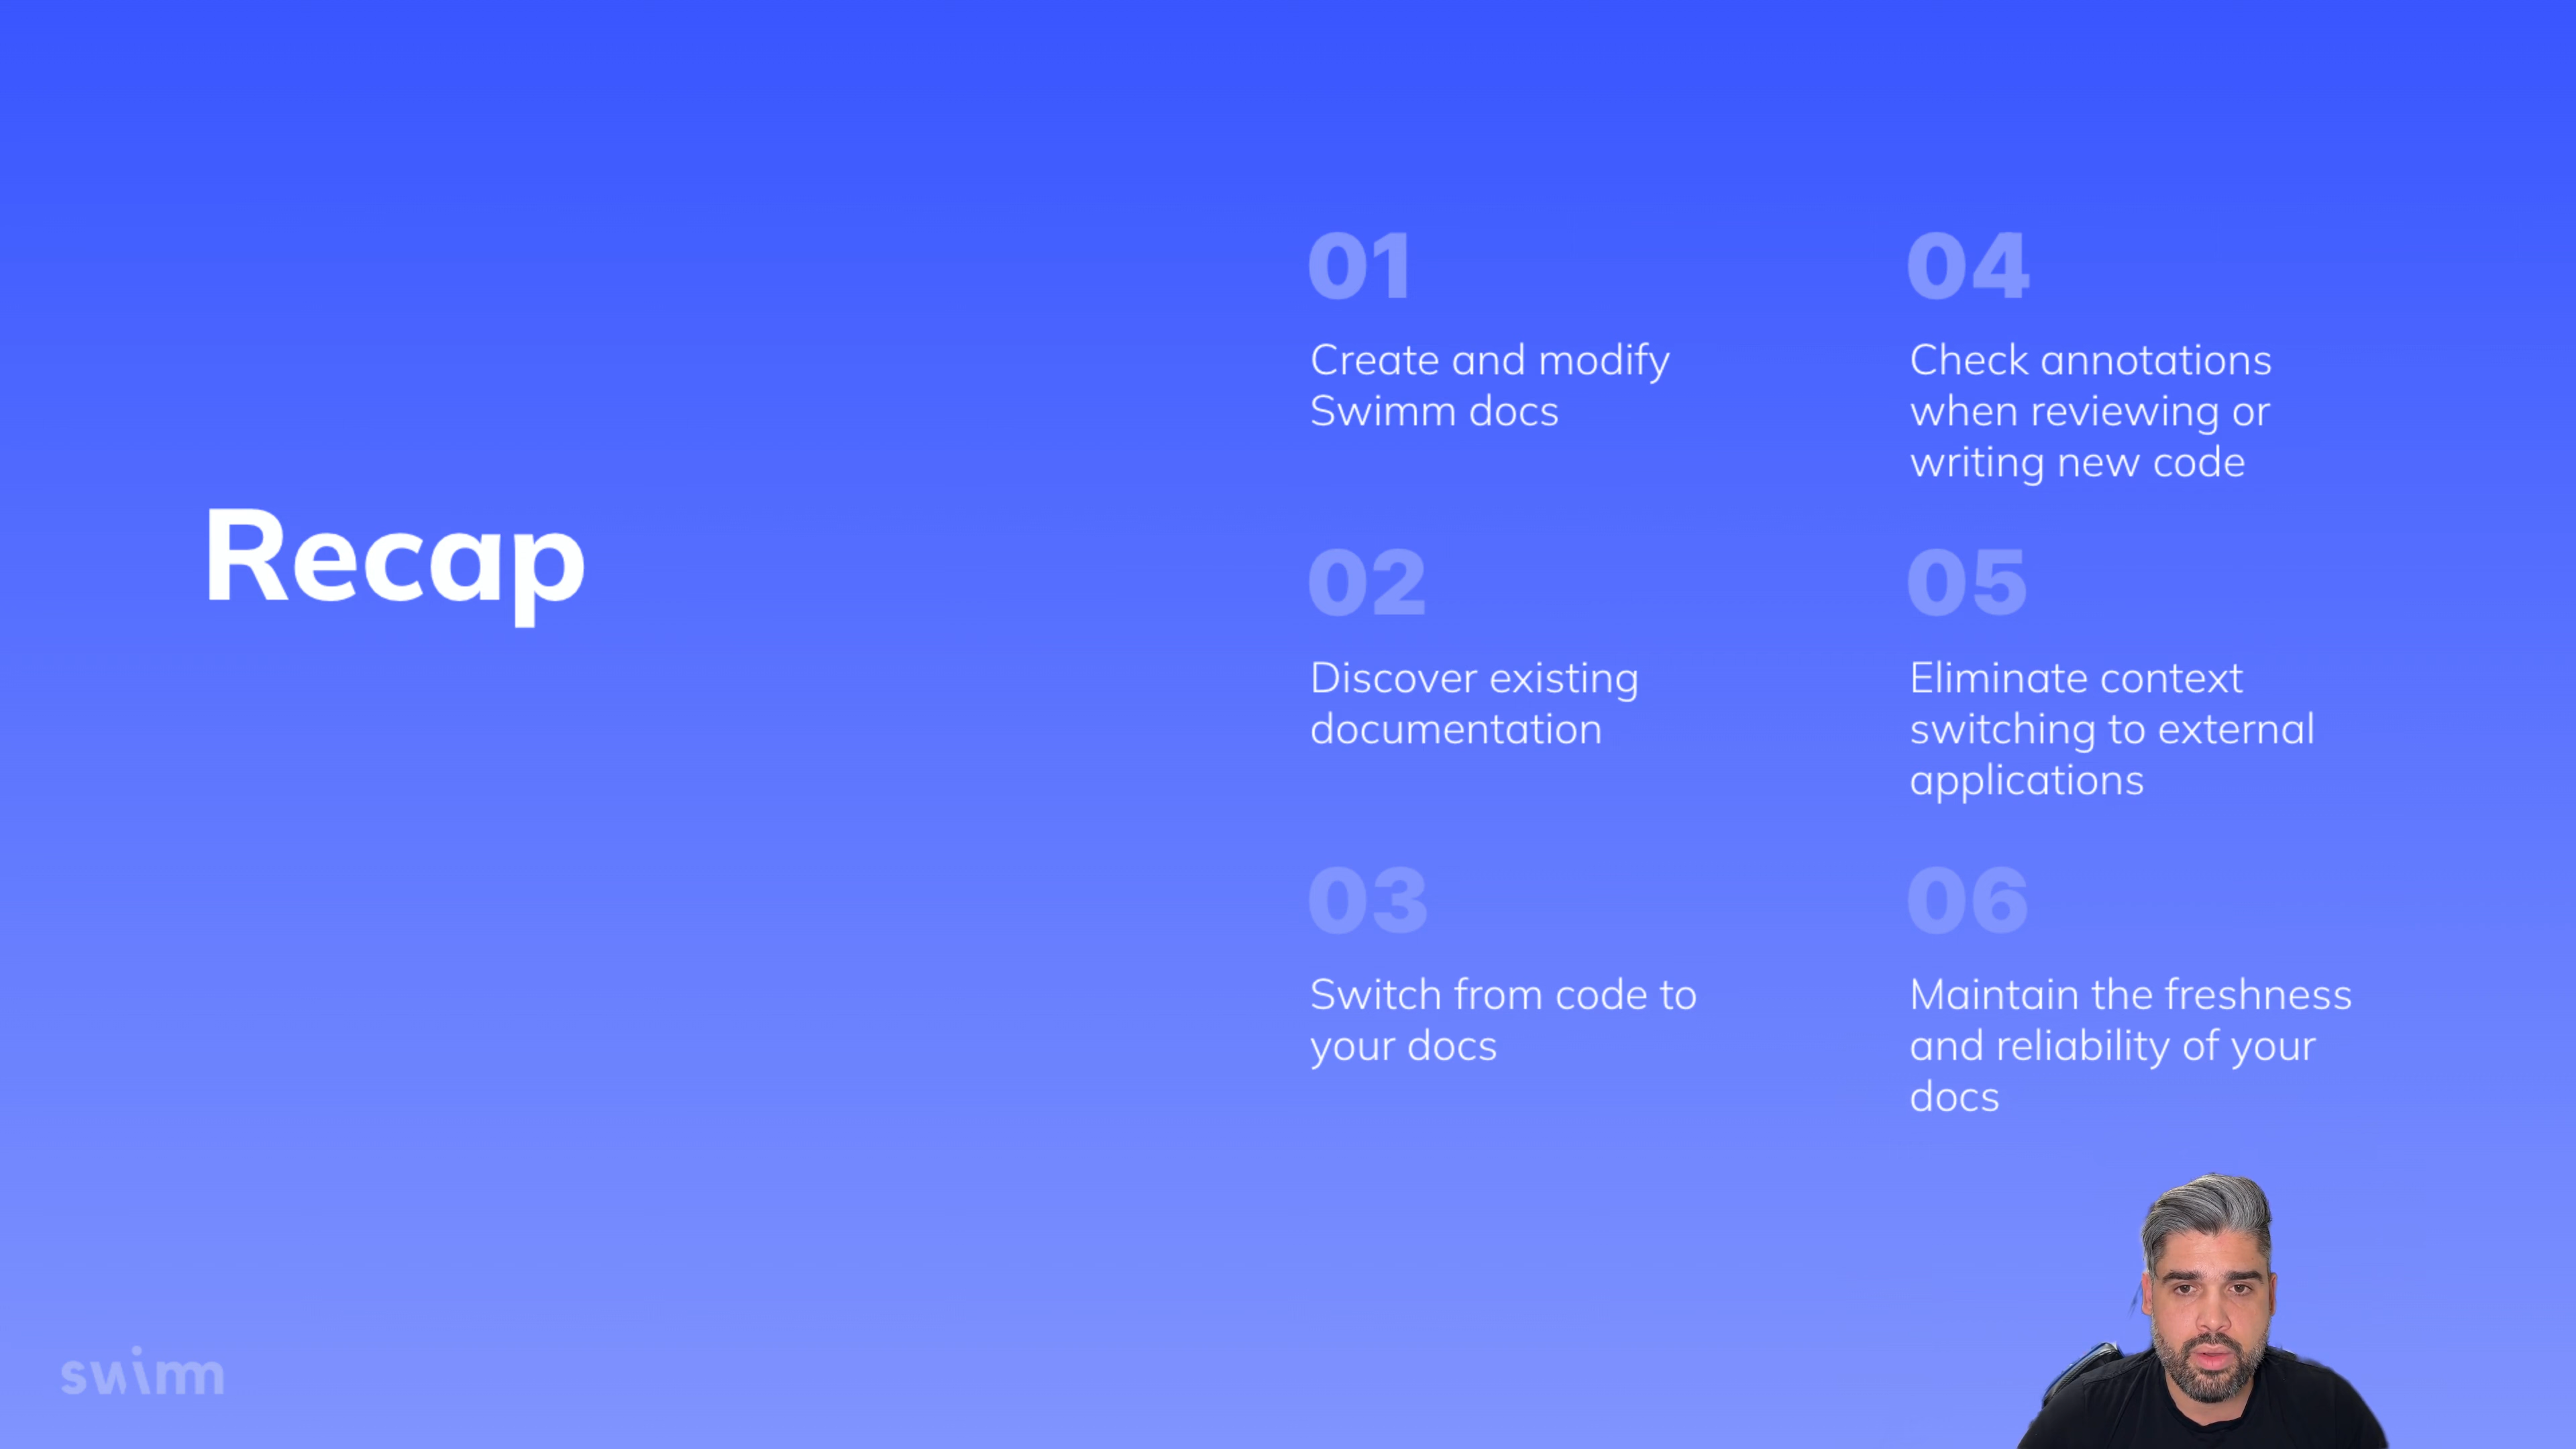 Recap
01
Create and modify
Swimm docs
02
Discover existing
documentation
03
Switch from code to
your docs
04
Check annotations
when reviewing or
writing new code
05
Eliminate context
switching to external
applications
06
Maintain the freshness
and reliability of your
docs
swimm